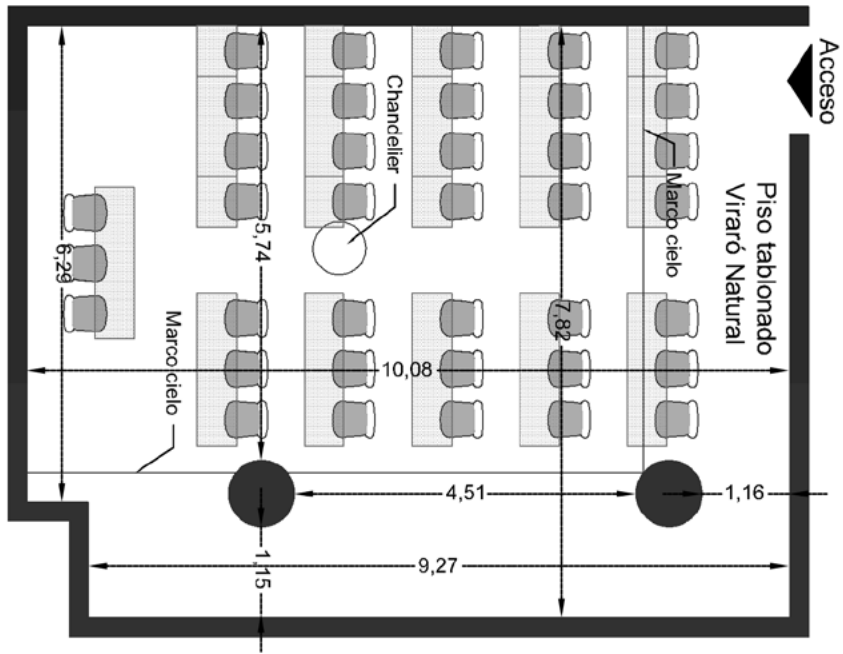 Acceso
Piso tablonado
Viraró Natural
Marco cielo
Chandelier
5,74
6,29
7,82
Marco cielo
10,08
4,51
1,16
1,15
9,27